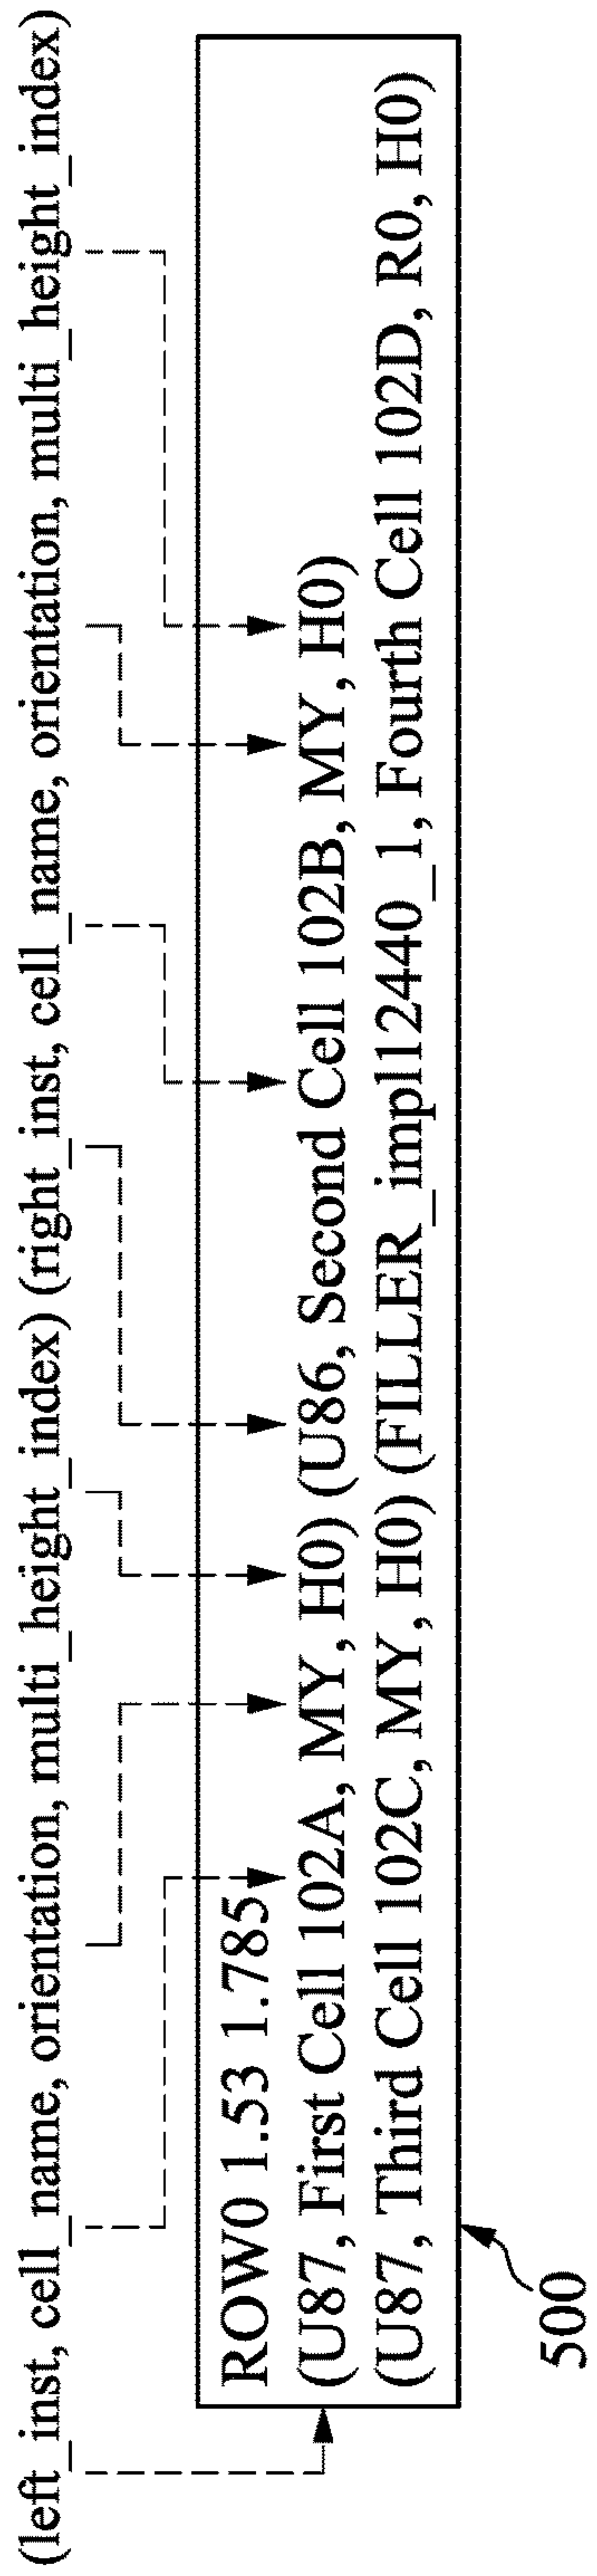 (left_inst, cell_name, orientation, multi_height_index) (right_inst, cell_name, orientation, multi_height_index)
ROW0 1.53 1.785
(U87, First Cell 102A, MY, H0) (U86, Second Cell 102B, MY, H0)
(U87, Third Cell 102C, MY, H0) (FILLER_impl12440_1, Fourth Cell 102D, R0, H0)
500